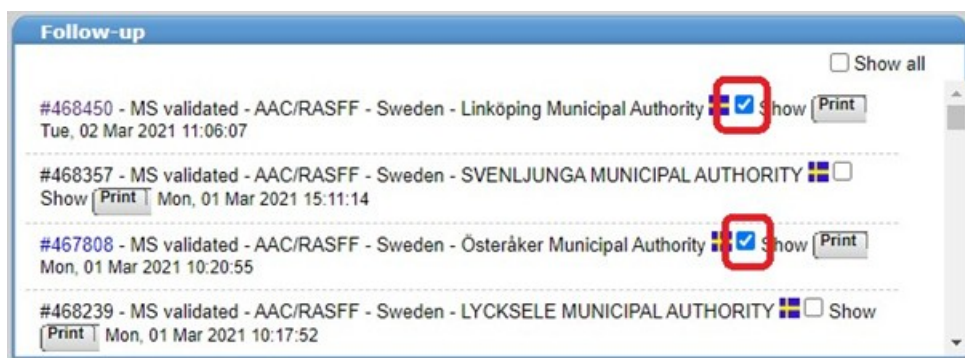 Follow-up
Show all
#468450 - MS validated - AAC/RASFF - Sweden - Linköping Municipal Authority Show Print
Tue, 02 Mar 2021 11:06:07
#468357 - MS validated - AAC/RASFF - Sweden - SVENLJUNGA MUNICIPAL AUTHORITY
Show Print Mon, 01 Mar 2021 15:11:14
#467808 - MS validated - AAC/RASFF - Sweden - Österåker Municipal Authority Show Print
Mon, 01 Mar 2021 10:20:55
#468239 - MS validated - AAC/RASFF - Sweden - LYCKSELE MUNICIPAL AUTHORITY Show
Print Mon, 01 Mar 2021 10:17:52